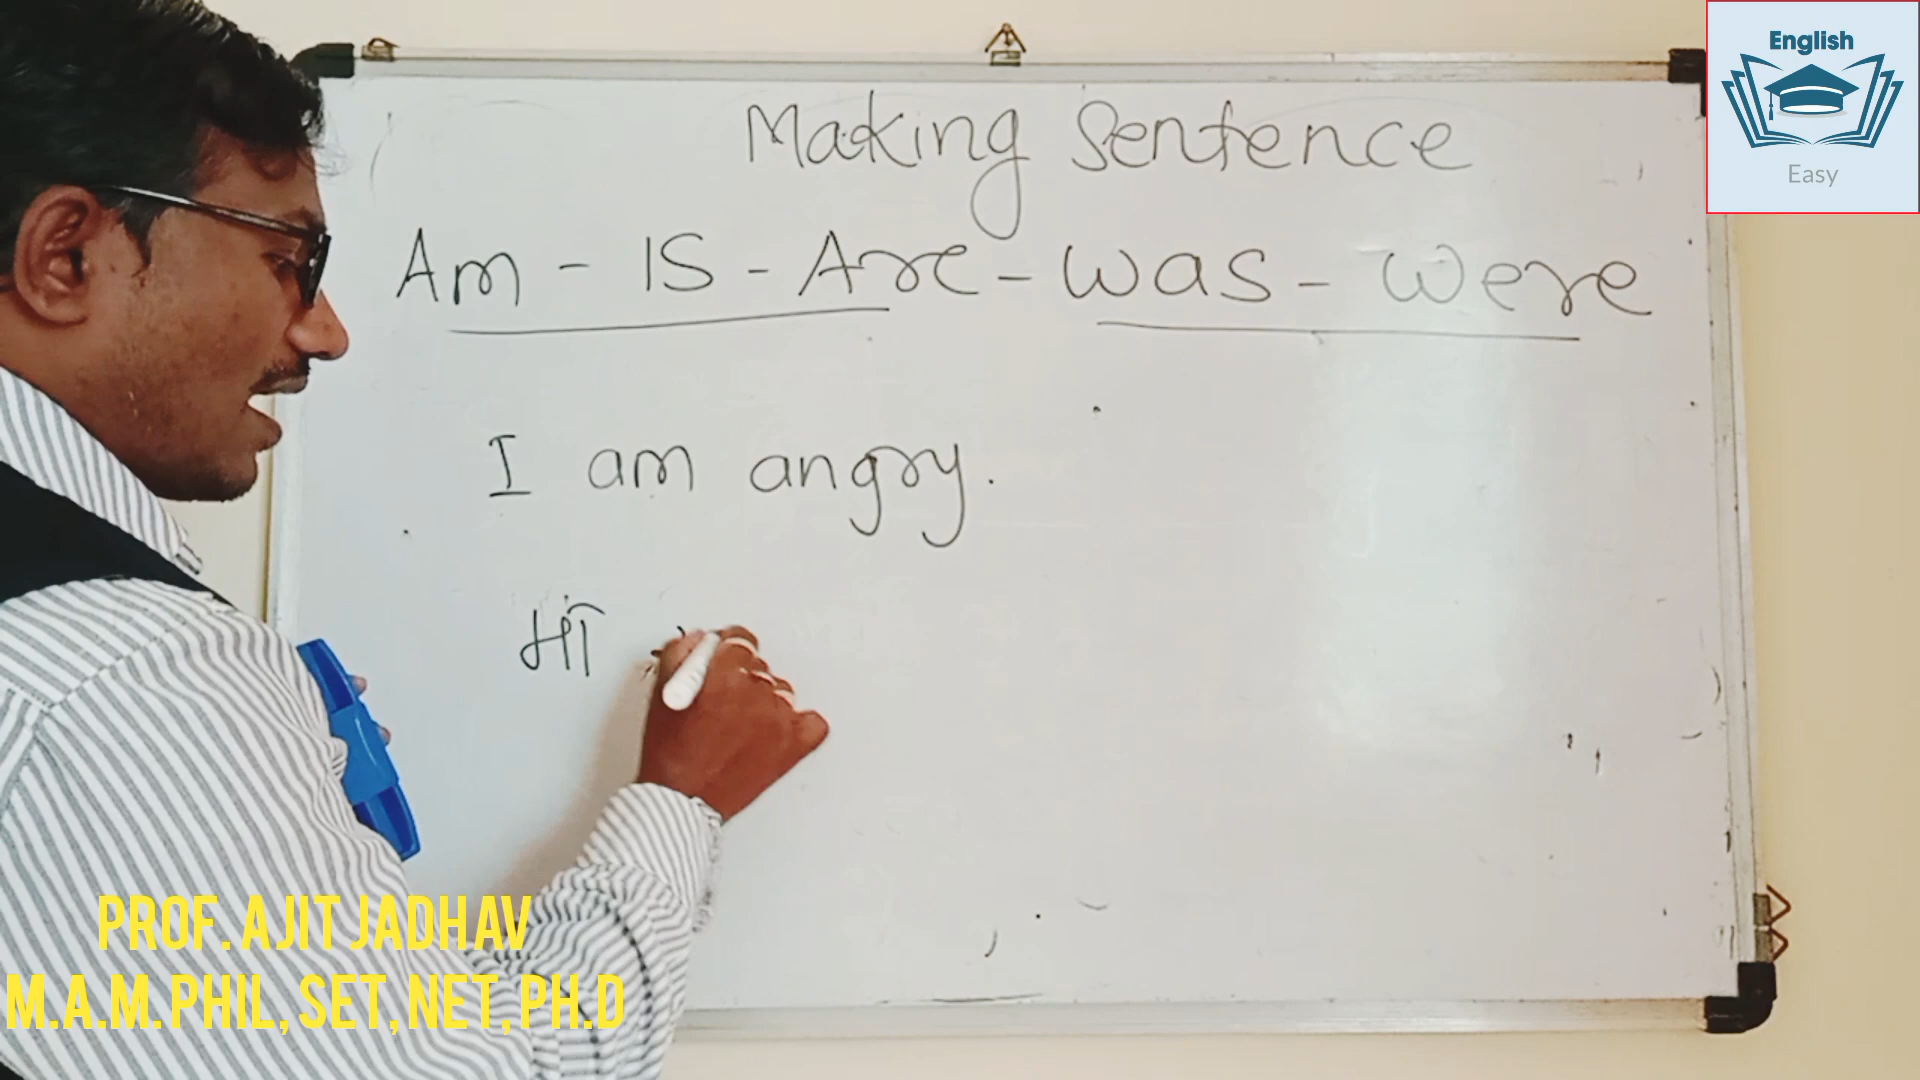 English
Easy
Making Sentence
Am - IS - Are - Was - Were
I am angry.
PROF. AJIT JADHAV
M.A.M.PHIL, SET, NET, PH.D